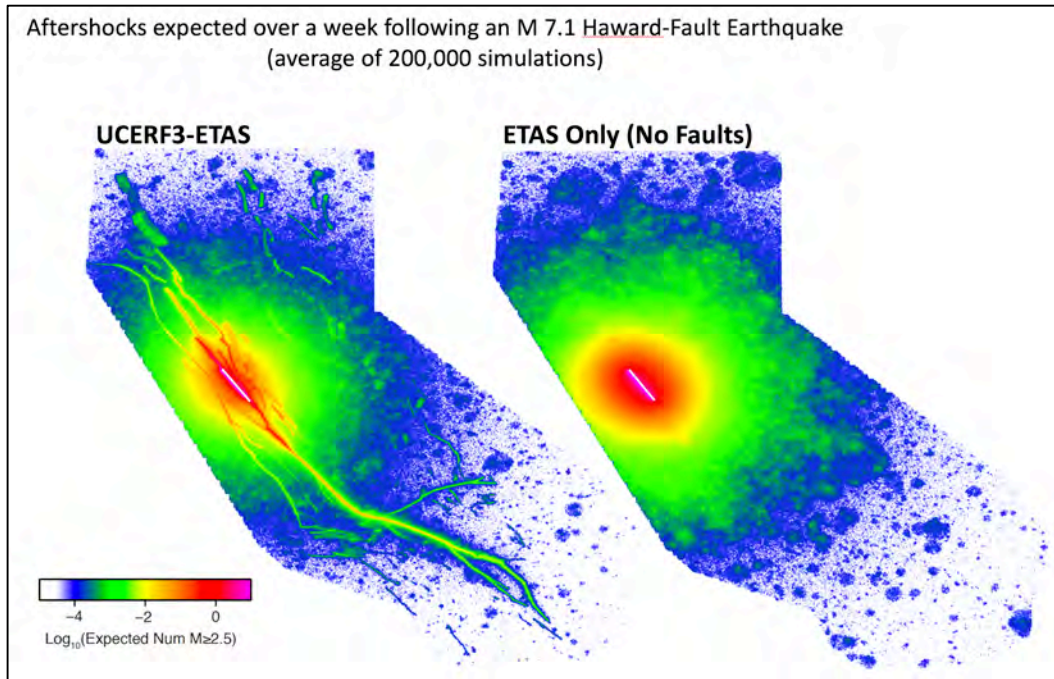 Aftershocks expected over a week following an M 7.1 Haward-Fault Earthquake
(average of 200,000 simulations)
UCERF3-ETAS
ETAS Only (No Faults)
−4 −2 0
Log₁₀(Expected Num M≥2.5)